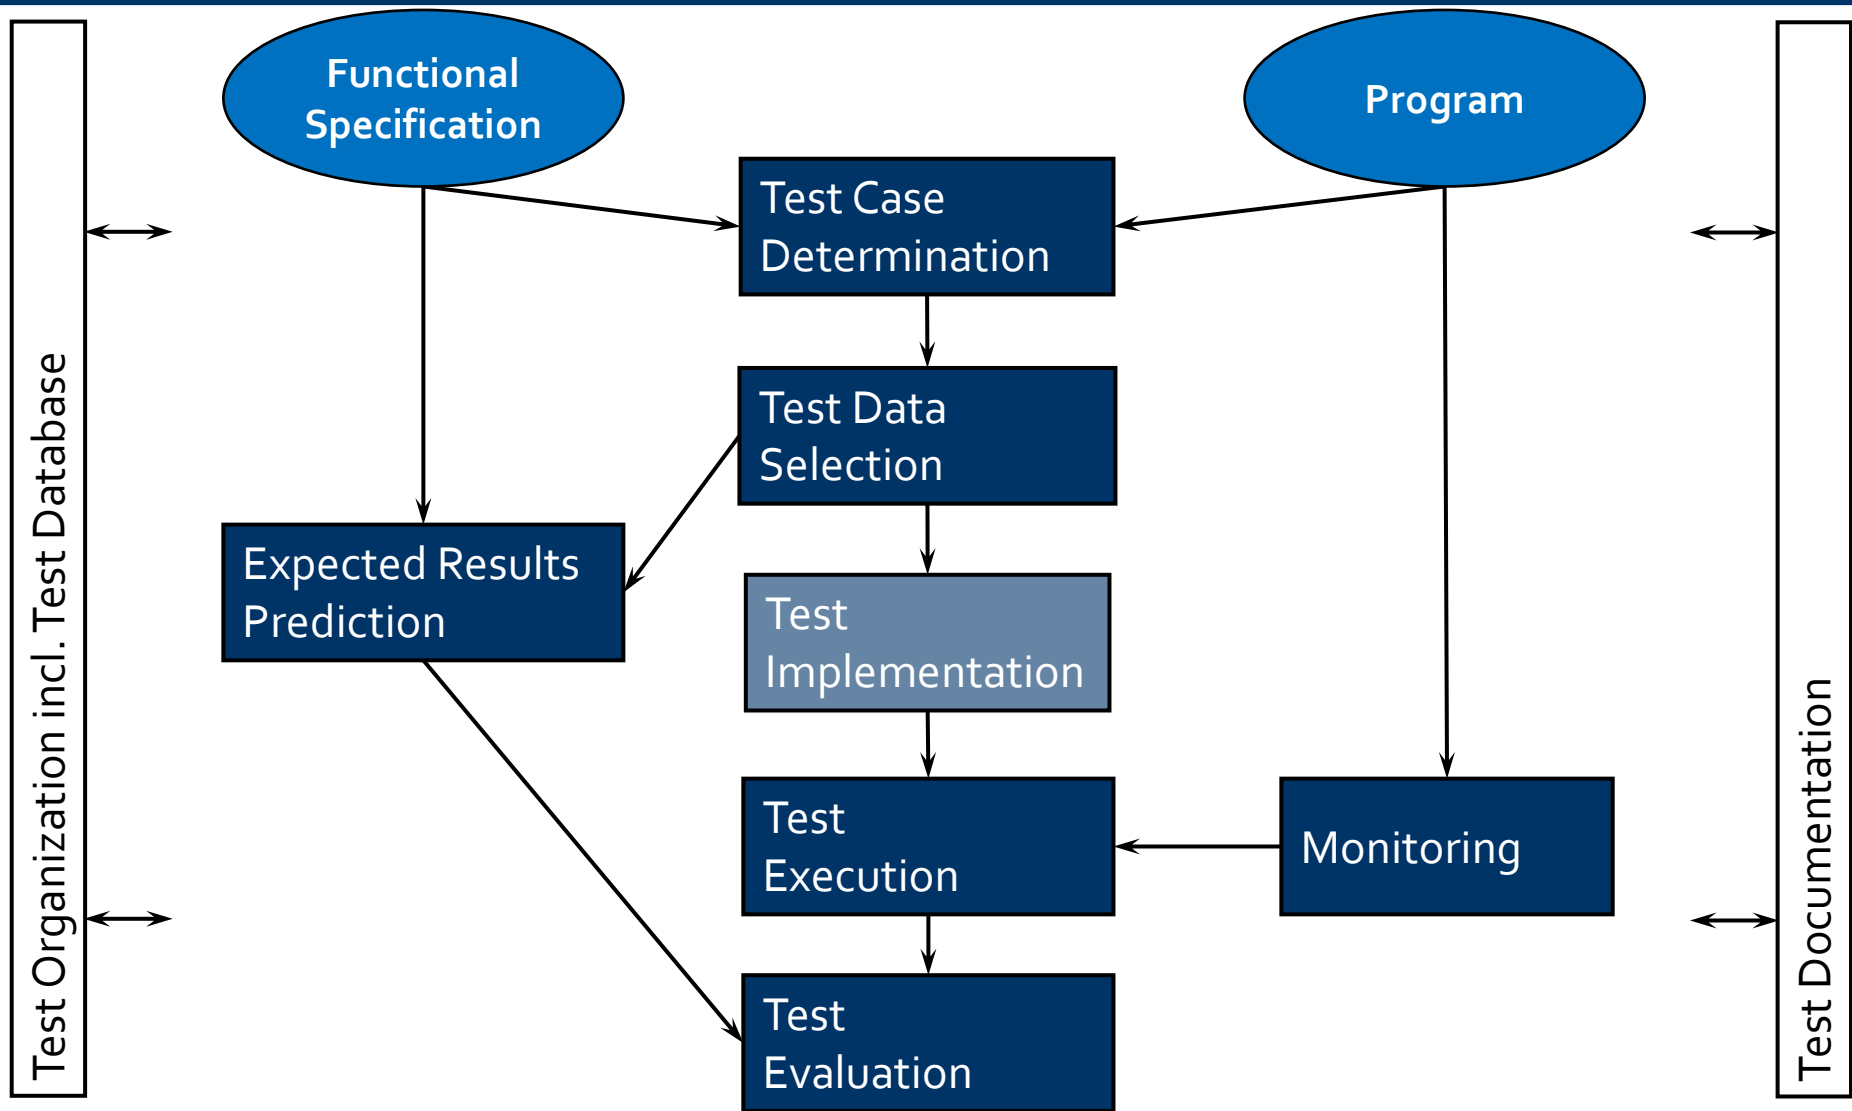 Functional
Specification
Program
Test Case
Determination
Test Data
Selection
Expected Results
Prediction
Test
Implementation
Test
Execution
Monitoring
Test
Evaluation
Test Organization incl. Test Database
Test Documentation